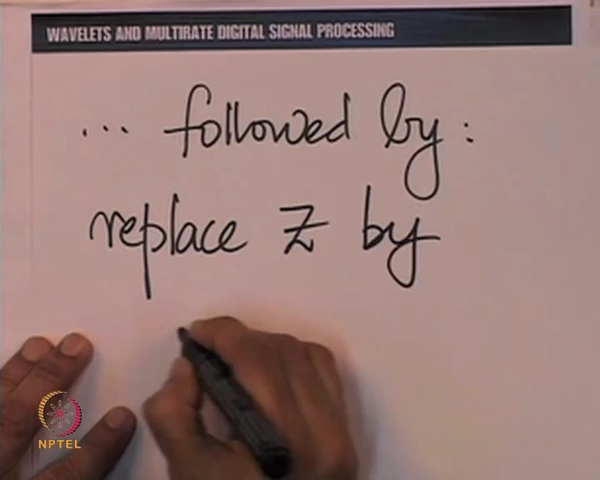 WAVELETS AND MULTIRATE DIGITAL SIGNAL PROCESSING
... followed by:
replace Z by
NPTEL